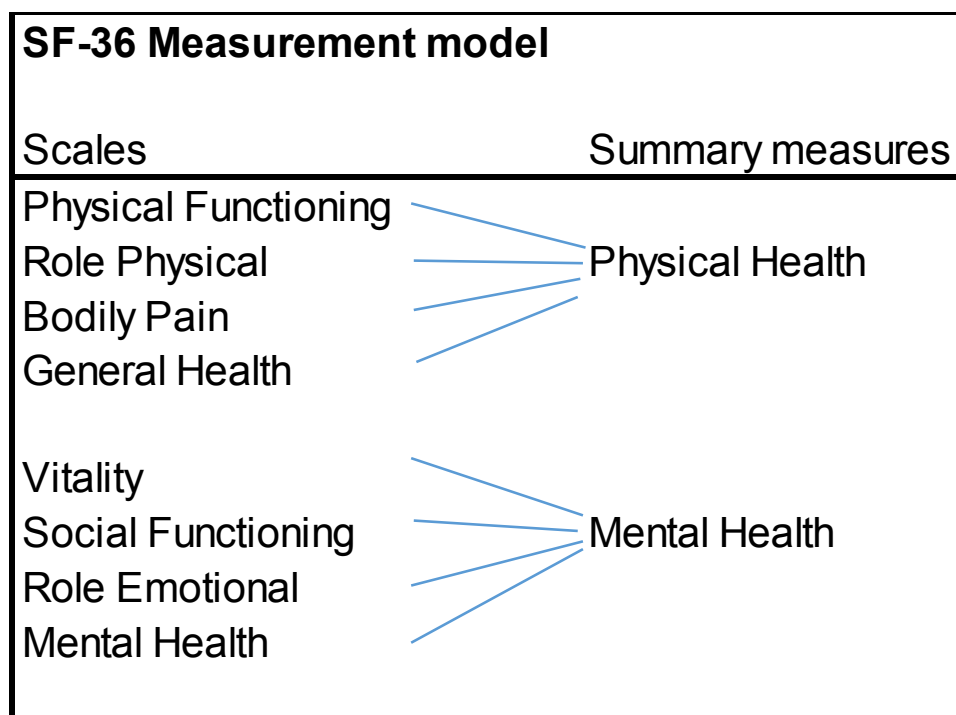 SF-36 Measurement model
Scales Summary measures
Physical Functioning
Role Physical Physical Health
Bodily Pain
General Health
Vitality
Social Functioning Mental Health
Role Emotional
Mental Health